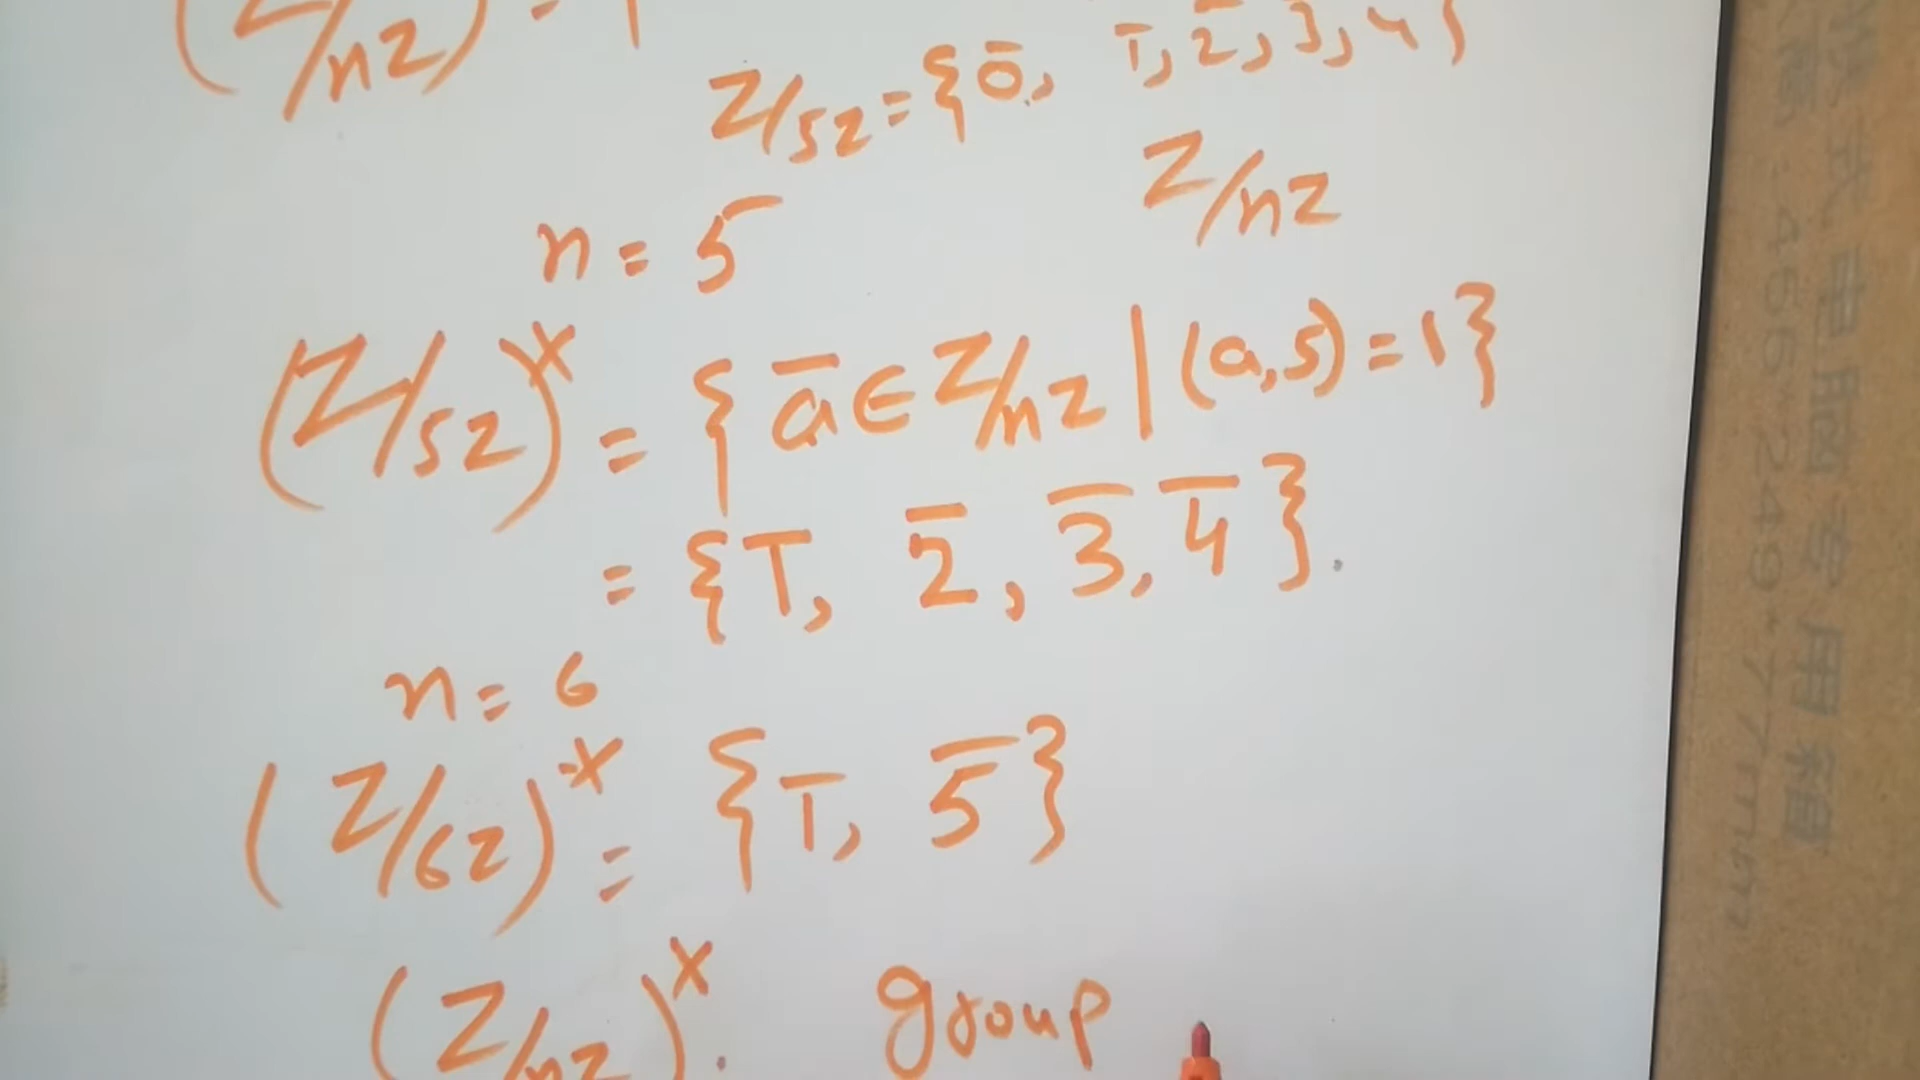 (Z/nZ)
Z/5Z = {0̅, 1̅, 2̅, 3̅, 4̅}
Z/nZ
n = 5
(Z/5Z)^× = {a̅ ∈ Z/nZ | (a,5) = 1}
= {1̅, 2̅, 3̅, 4̅}.
n = 6
(Z/6Z)^× = {1̅, 5̅}
(Z/nZ)^×. group